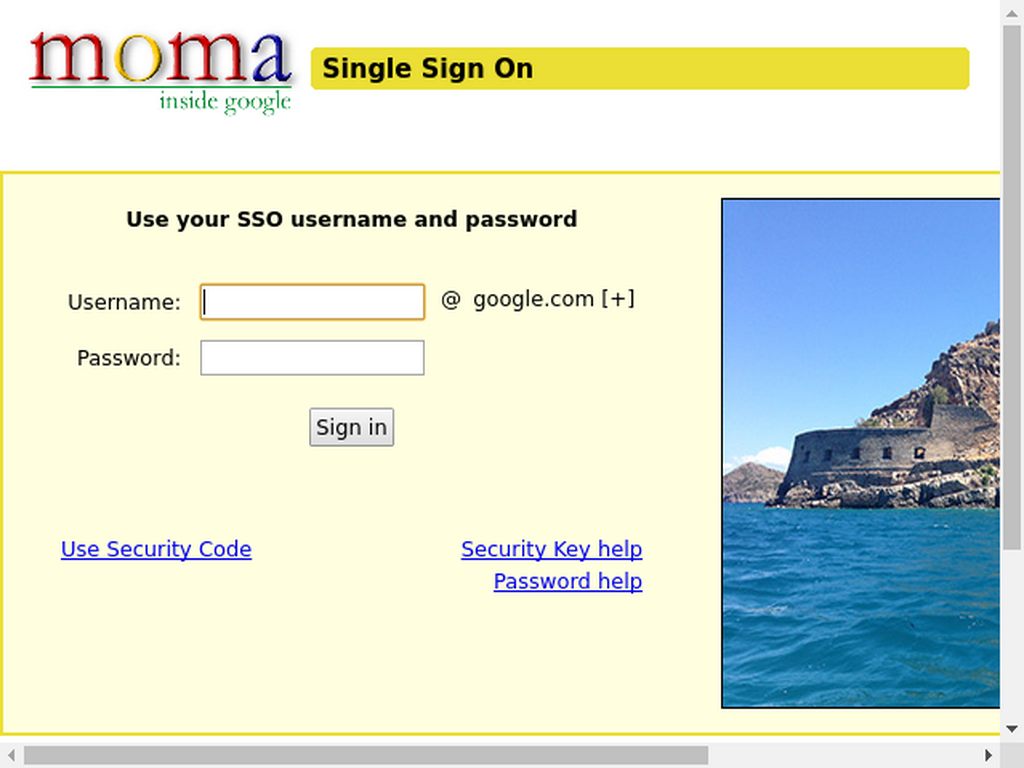 moma
inside google
Single Sign On
Use your SSO username and password
Username: @ google.com [+]
Password:
Sign in
Use Security Code
Security Key help
Password help